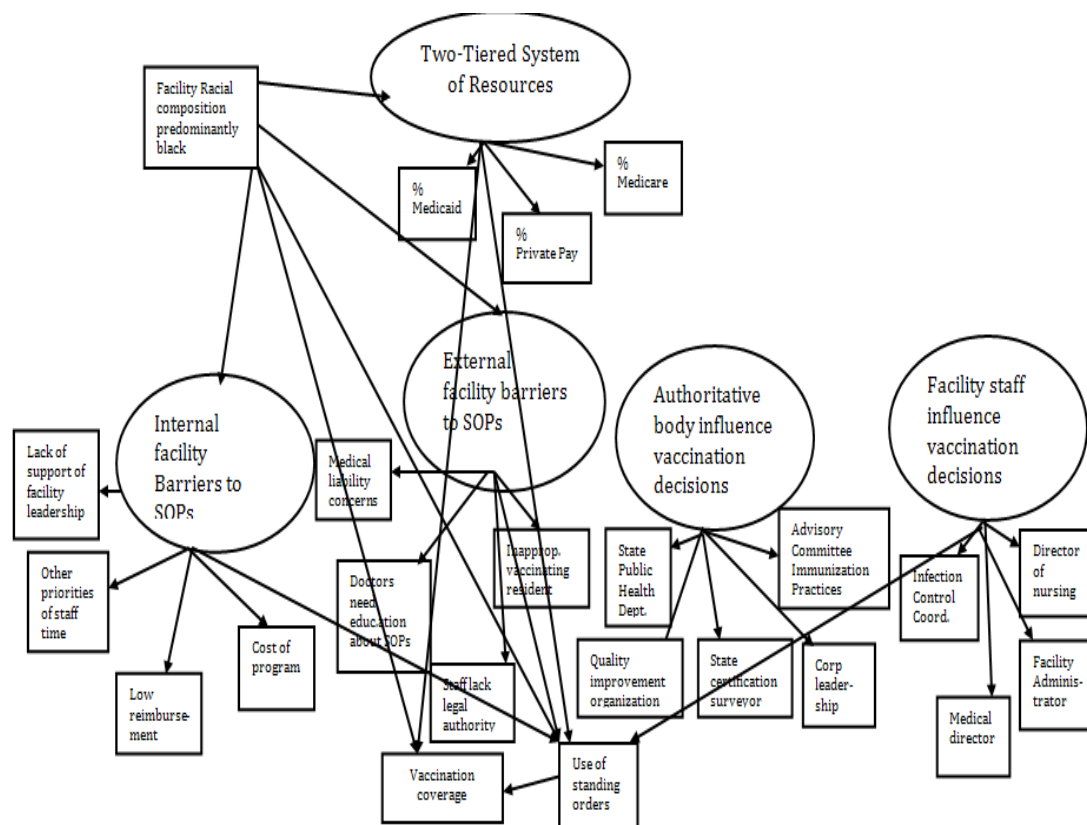 Two-Tiered System
of Resources
Facility Racial
composition
predominantly
black
%
Medicaid
%
Private Pay
%
Medicare
Internal
facility
Barriers to
SOPs
External
facility barriers
to SOPs
Authoritative
body influence
vaccination
decisions
Facility staff
influence
vaccination
decisions
Lack of
support of
facility
leadership
Other
priorities of
staff time
Low
reimburse-
ment
Cost of
program
Medical
liability
concerns
Doctors
need
education
about SOPs
Staff lack
legal
authority
Inapprop.
vaccinating
resident
State
Public
Health
Dept.
Quality
improvement
organization
State
certification
surveyor
Advisory
Committee
Immunization
Practices
Corp
leader-
ship
Infection
Control
Coord.
Director
of
nursing
Medical
director
Facility
Adminis-
trator
Vaccination
coverage
Use of
standing
orders